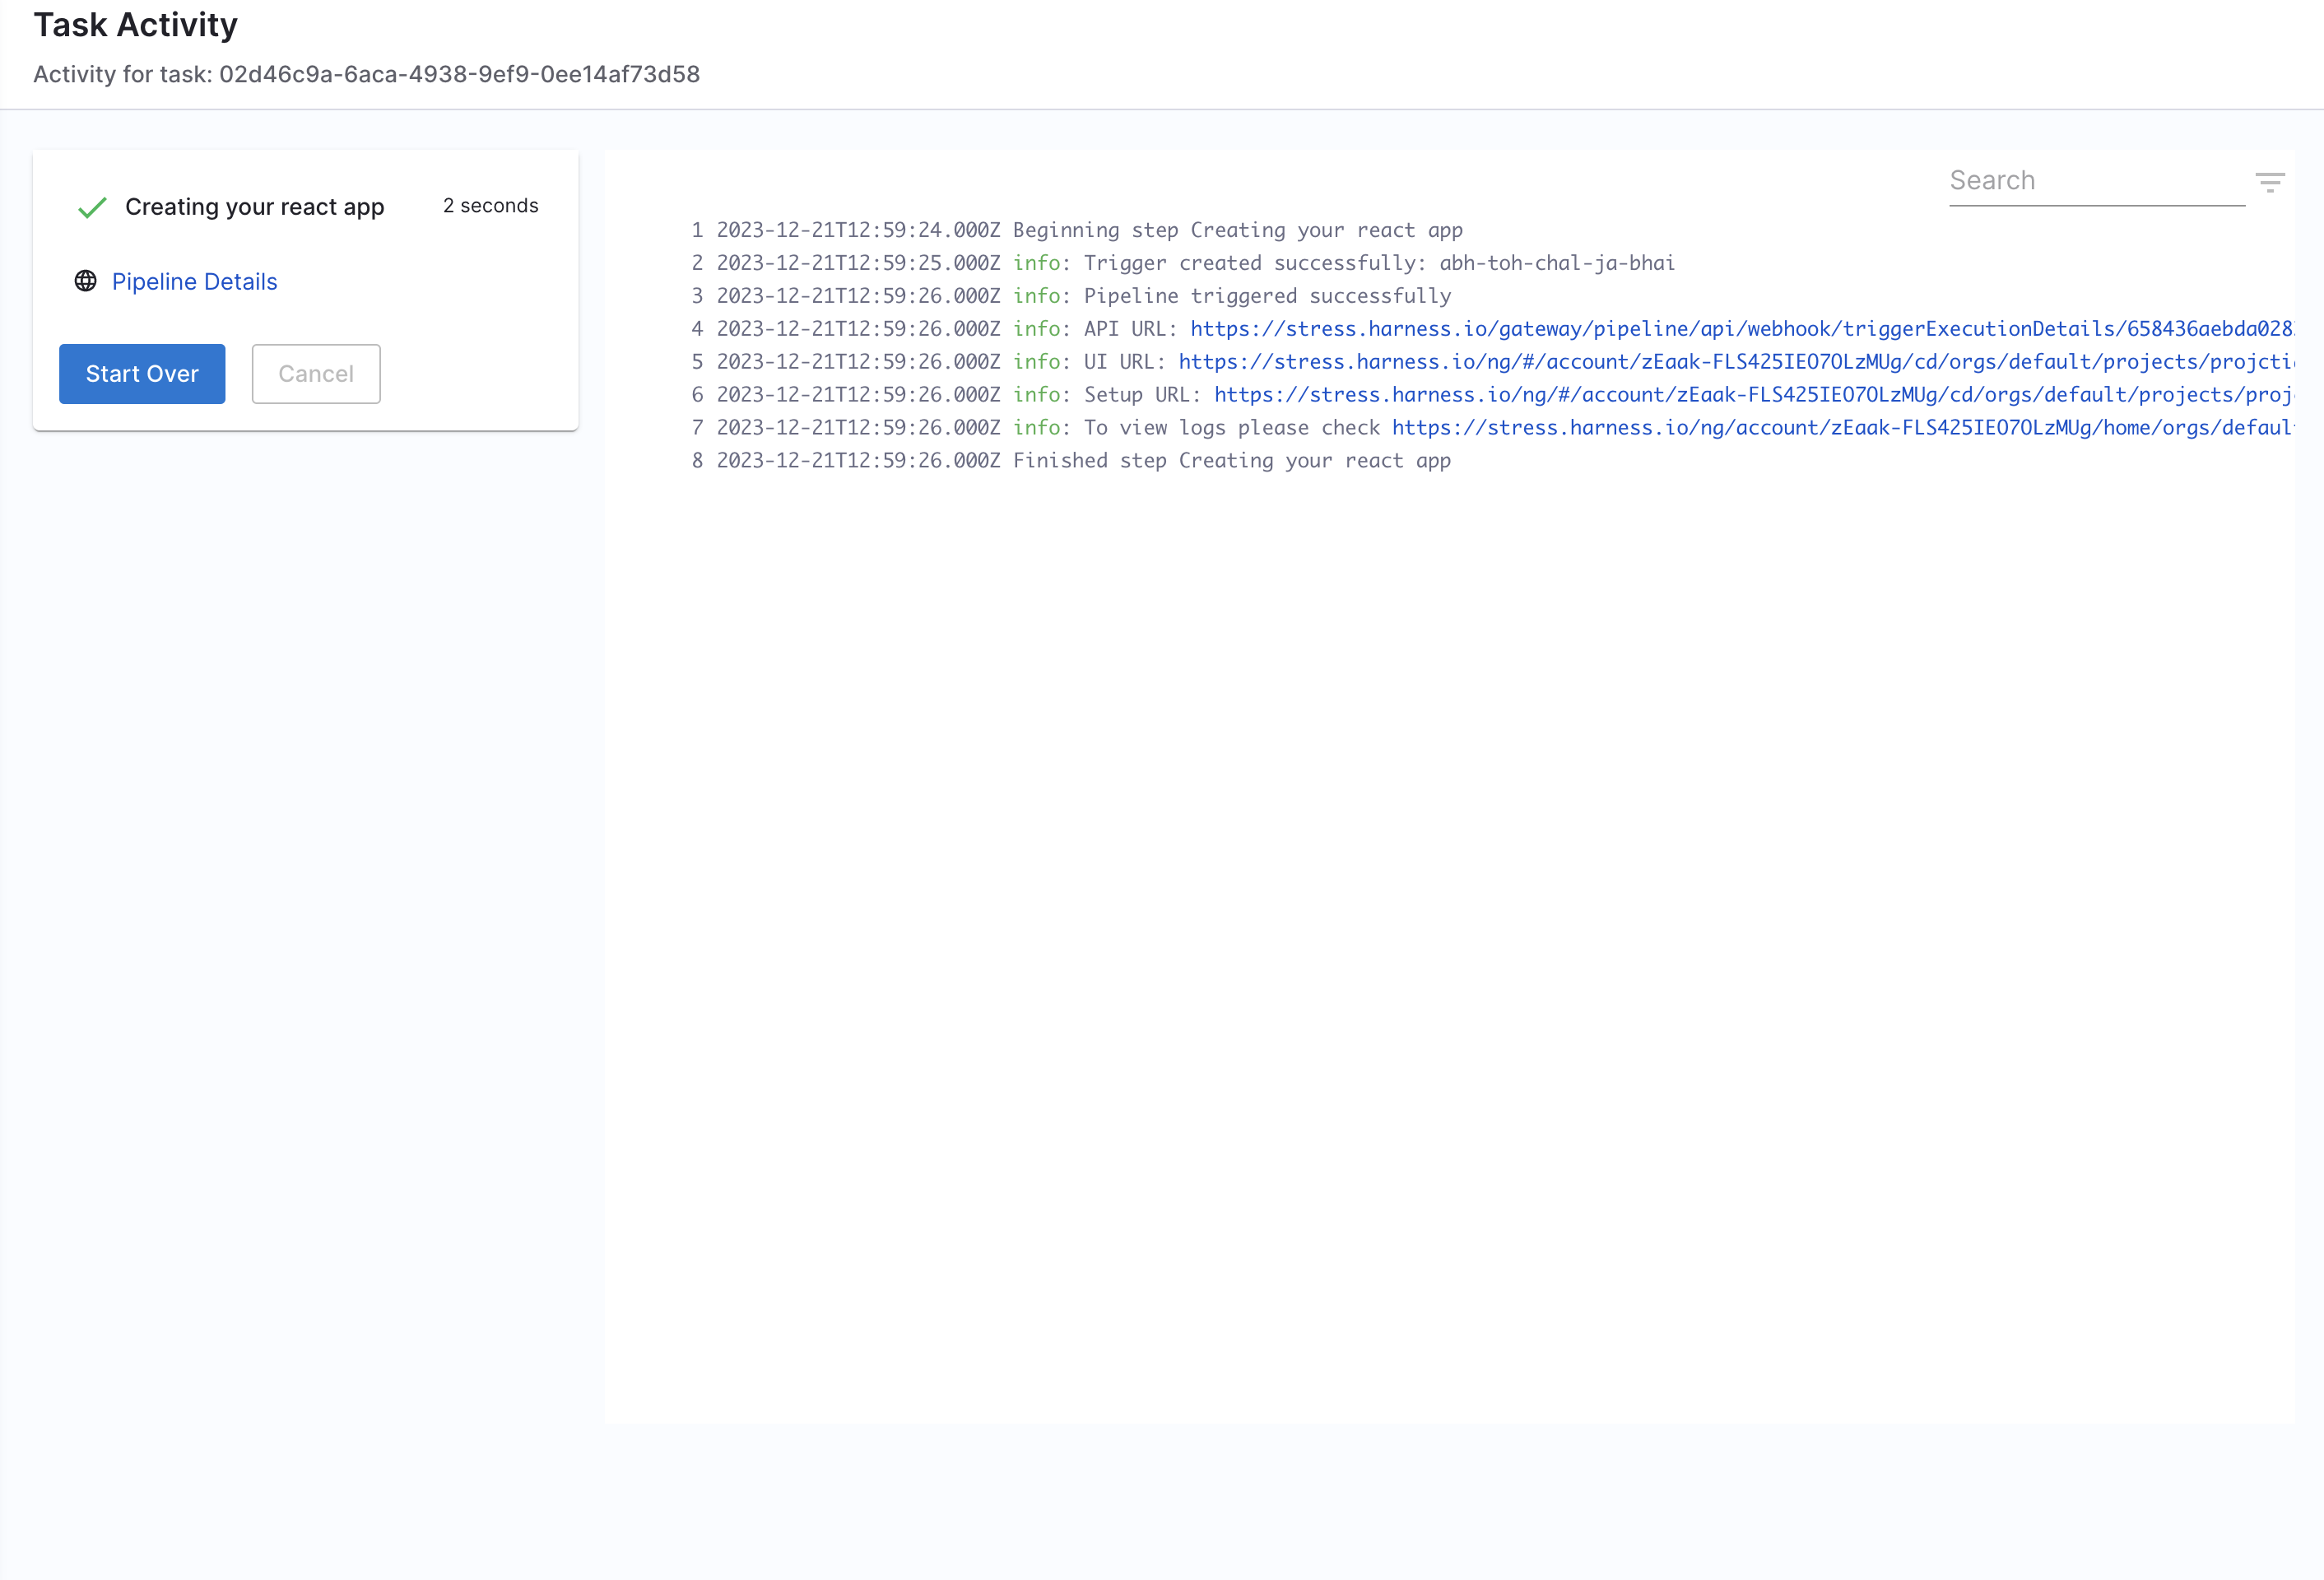 Task Activity
Activity for task: 02d46c9a-6aca-4938-9ef9-0ee14af73d58
Creating your react app 2 seconds
Pipeline Details
Start Over Cancel
Search
1 2023-12-21T12:59:24.000Z Beginning step Creating your react app
2 2023-12-21T12:59:25.000Z info: Trigger created successfully: abh-toh-chal-ja-bhai
3 2023-12-21T12:59:26.000Z info: Pipeline triggered successfully
4 2023-12-21T12:59:26.000Z info: API URL: https://stress.harness.io/gateway/pipeline/api/webhook/triggerExecutionDetails/658436aebda028
5 2023-12-21T12:59:26.000Z info: UI URL: https://stress.harness.io/ng/#/account/zEaak-FLS425IEO7OLzMUg/cd/orgs/default/projects/projcti
6 2023-12-21T12:59:26.000Z info: Setup URL: https://stress.harness.io/ng/#/account/zEaak-FLS425IEO7OLzMUg/cd/orgs/default/projects/proj
7 2023-12-21T12:59:26.000Z info: To view logs please check https://stress.harness.io/ng/account/zEaak-FLS425IEO7OLzMUg/home/orgs/defaul
8 2023-12-21T12:59:26.000Z Finished step Creating your react app